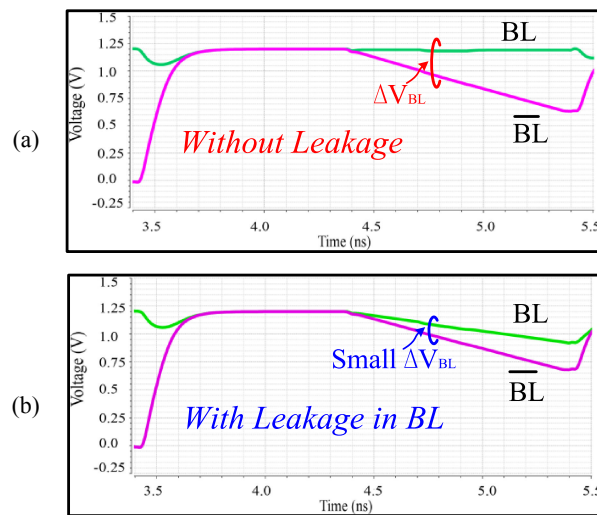 (a)
Voltage (V)
1.5
1.25
1.0
0.75
0.5
0.25
0.0
-0.25
BL
ΔVBL
B̅L̅
Without Leakage
3.5 4.0 4.5 5.0 5.5
Time (ns)
(b)
Voltage (V)
1.5
1.25
1.0
0.75
0.5
0.25
0.0
-0.25
BL
Small ΔVBL
B̅L̅
With Leakage in BL
3.5 4.0 4.5 5.0 5.5
Time (ns)